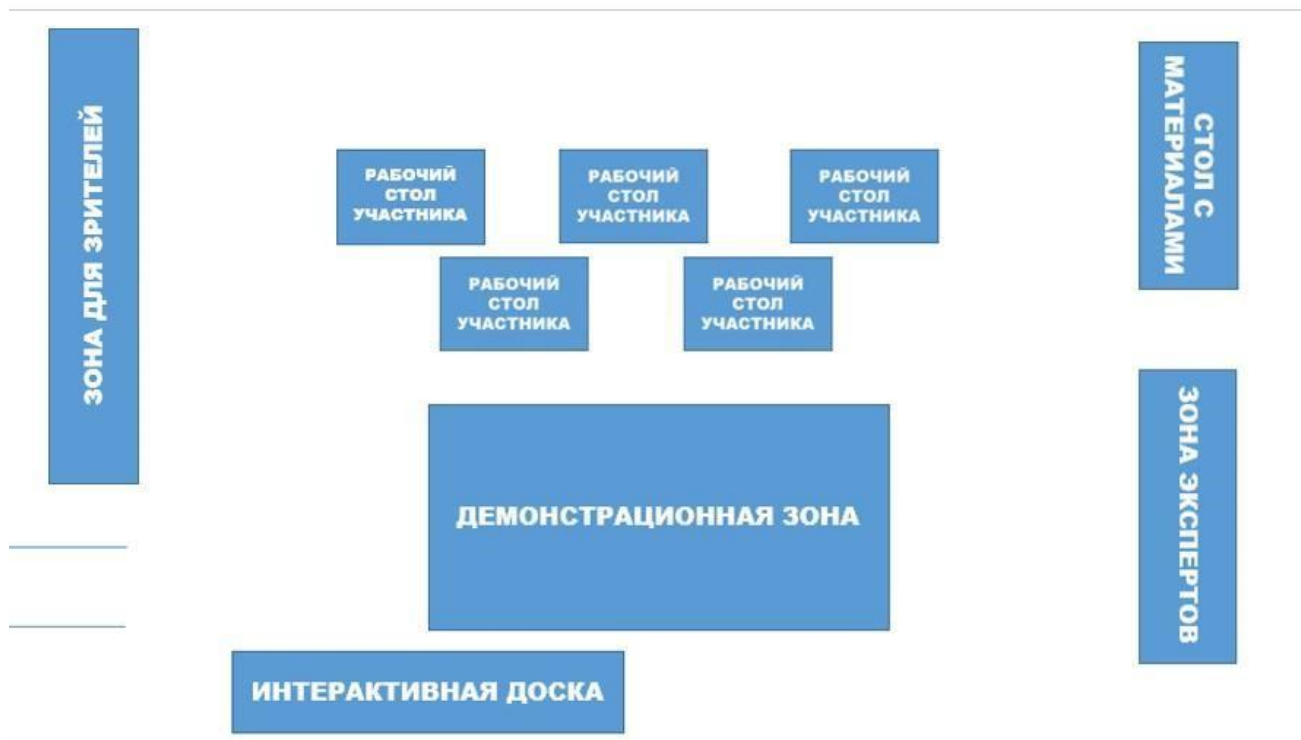 ЗОНА ДЛЯ ЗРИТЕЛЕЙ
РАБОЧИЙ
СТОЛ
УЧАСТНИКА
РАБОЧИЙ
СТОЛ
УЧАСТНИКА
РАБОЧИЙ
СТОЛ
УЧАСТНИКА
СТОЛ С
МАТЕРИАЛАМИ
РАБОЧИЙ
СТОЛ
УЧАСТНИКА
РАБОЧИЙ
СТОЛ
УЧАСТНИКА
ДЕМОНСТРАЦИОННАЯ ЗОНА
ЗОНА ЭКСПЕРТОВ
ИНТЕРАКТИВНАЯ ДОСКА